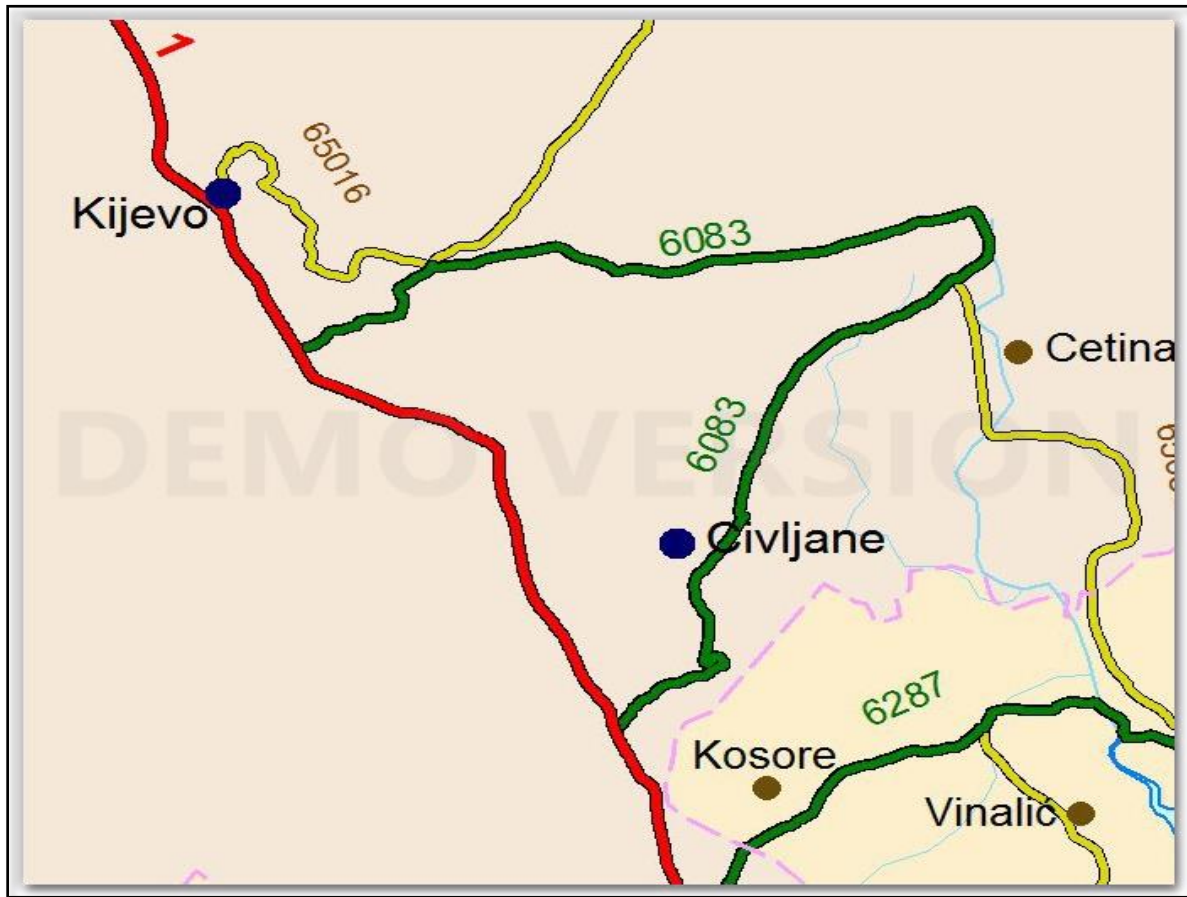 1
65016
Kijevo
6083
Cetina
DEMO VERSION
6083
Civljane
6287
Kosore
Vinalić